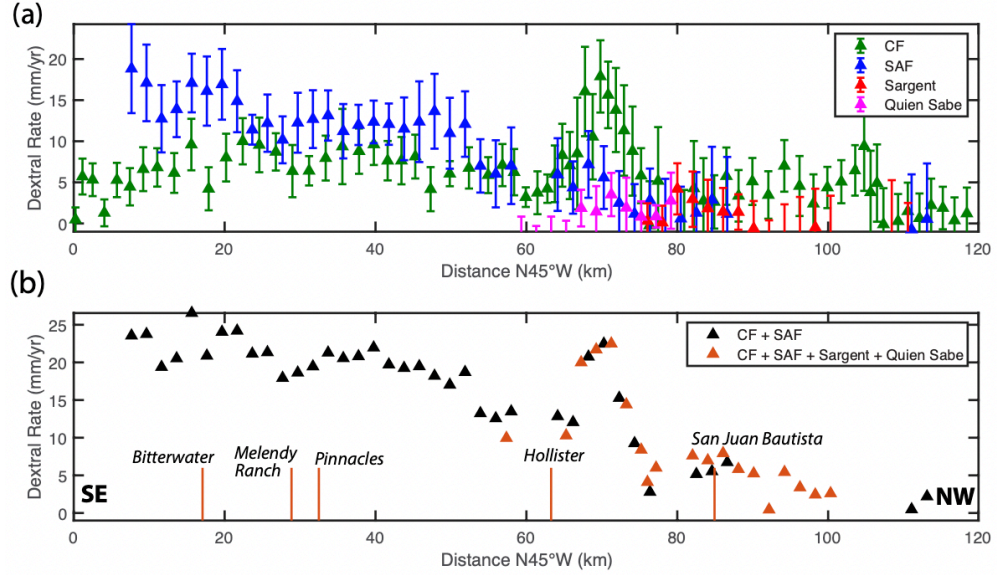 (a)
Dextral Rate (mm/yr)
20
15
10
5
0
CF
SAF
Sargent
Quien Sabe
0 20 40 60 80 100 120
Distance N45°W (km)
(b)
Dextral Rate (mm/yr)
25
20
15
10
5
0
CF + SAF
CF + SAF + Sargent + Quien Sabe
Bitterwater
Melendy
Ranch
Pinnacles
Hollister
San Juan Bautista
SE
NW
0 20 40 60 80 100 120
Distance N45°W (km)